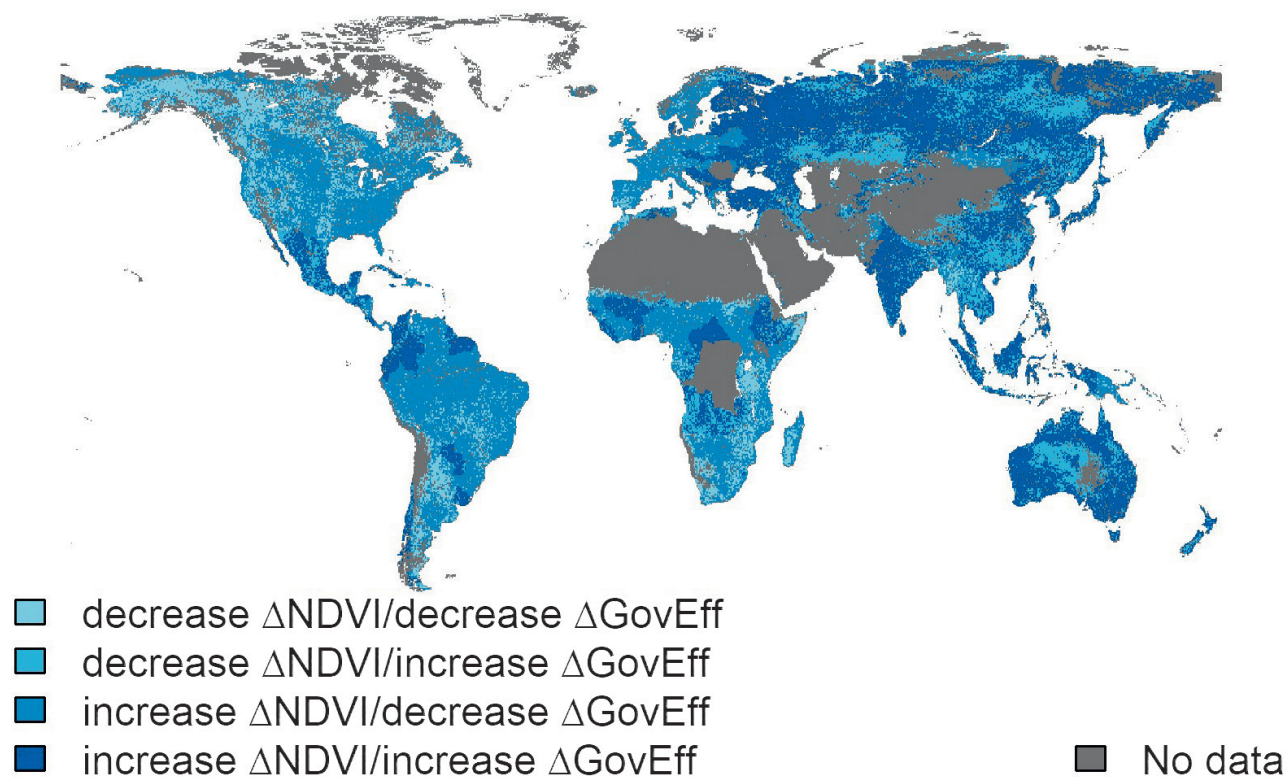 decrease ΔNDVI/decrease ΔGovEff
decrease ΔNDVI/increase ΔGovEff
increase ΔNDVI/decrease ΔGovEff
increase ΔNDVI/increase ΔGovEff
No data